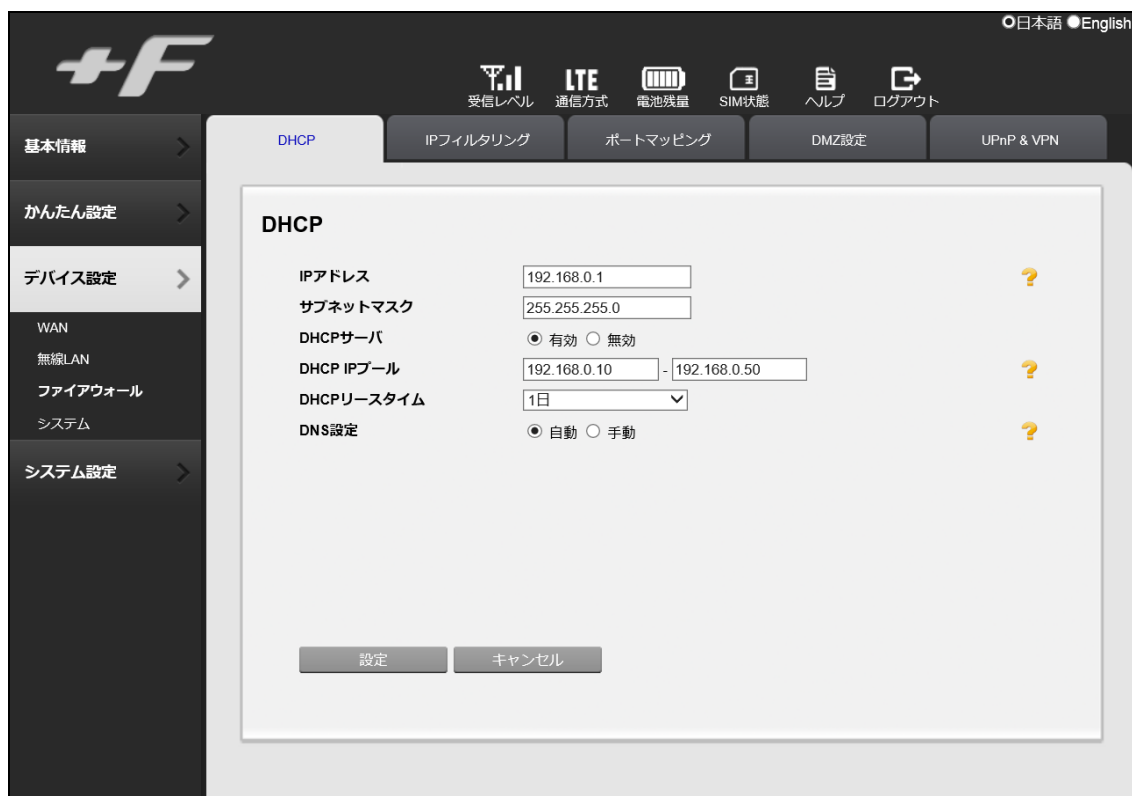 日本語 English
+F
受信レベル LTE 通信方式 電池残量 SIM状態 ヘルプ ログアウト
基本情報
かんたん設定
デバイス設定
WAN
無線LAN
ファイアウォール
システム
システム設定
DHCP IPフィルタリング ポートマッピング DMZ設定 UPnP & VPN
DHCP
IPアドレス 192.168.0.1 ?
サブネットマスク 255.255.255.0
DHCPサーバ 有効 無効
DHCP IPプール 192.168.0.10 - 192.168.0.50 ?
DHCPリースタイム 1日
DNS設定 自動 手動 ?
設定 キャンセル